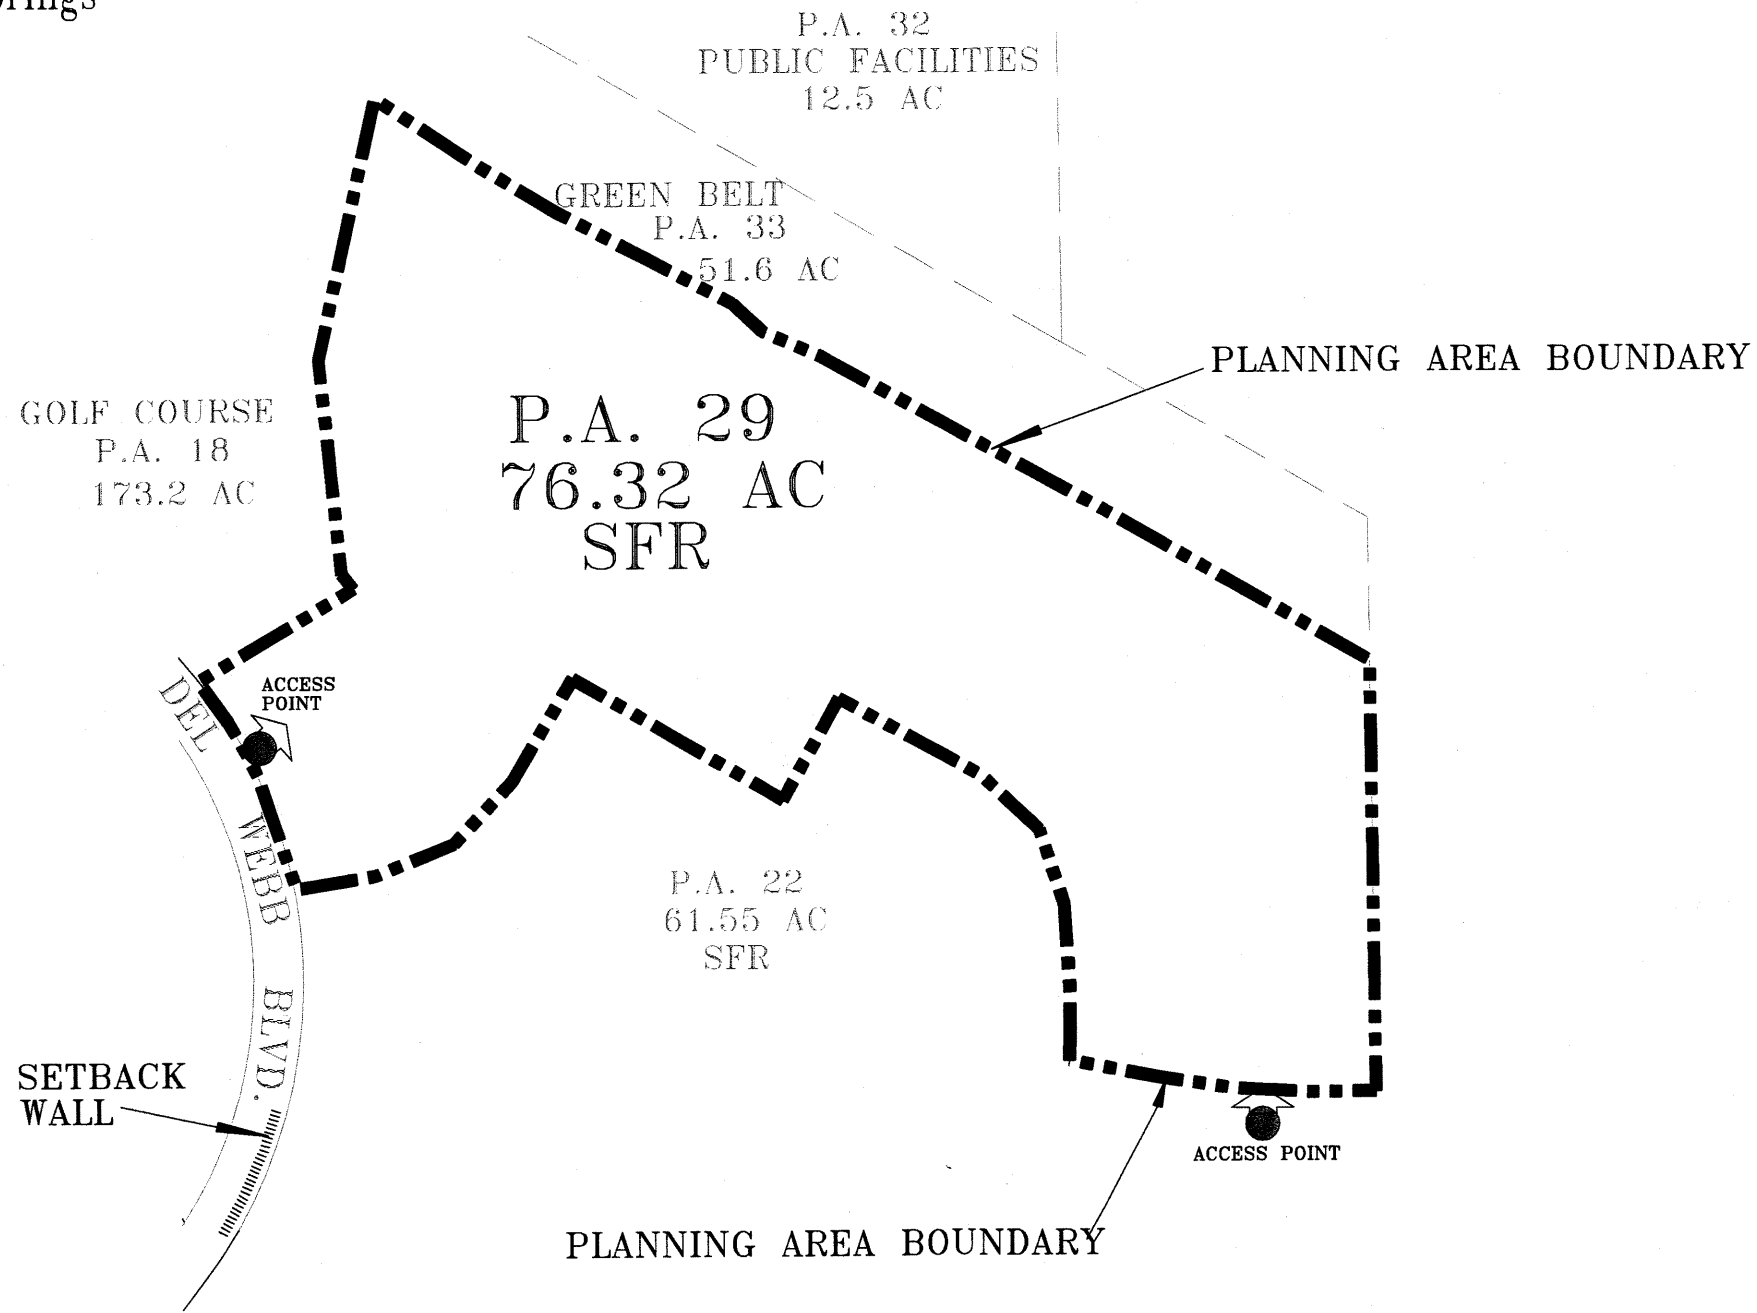 P.A. 32
PUBLIC FACILITIES
12.5 AC
GREEN BELT
P.A. 33
51.6 AC
PLANNING AREA BOUNDARY
GOLF COURSE
P.A. 18
173.2 AC
P.A. 29
76.32 AC
SFR
ACCESS
POINT
DEL WEBB BLVD.
P.A. 22
61.55 AC
SFR
SETBACK
WALL
ACCESS POINT
PLANNING AREA BOUNDARY